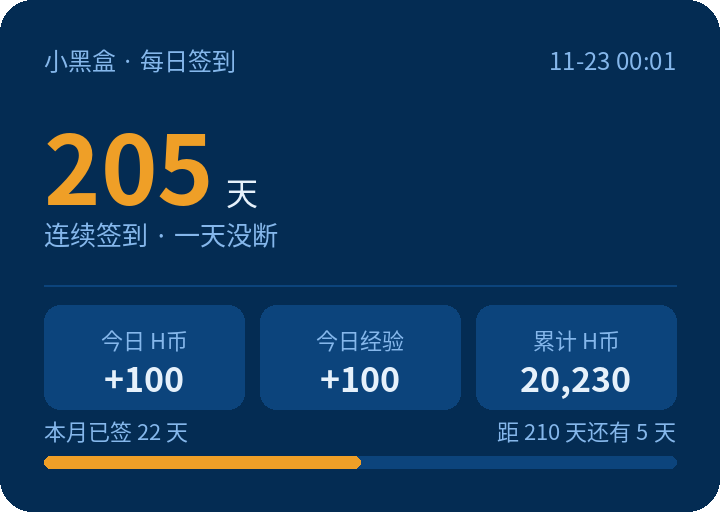 小黑盒 · 每日签到
11-23 00:01
205 天
连续签到 · 一天没断
今日 H币
+100
今日经验
+100
累计 H币
20,230
本月已签 22 天
距 210 天还有 5 天